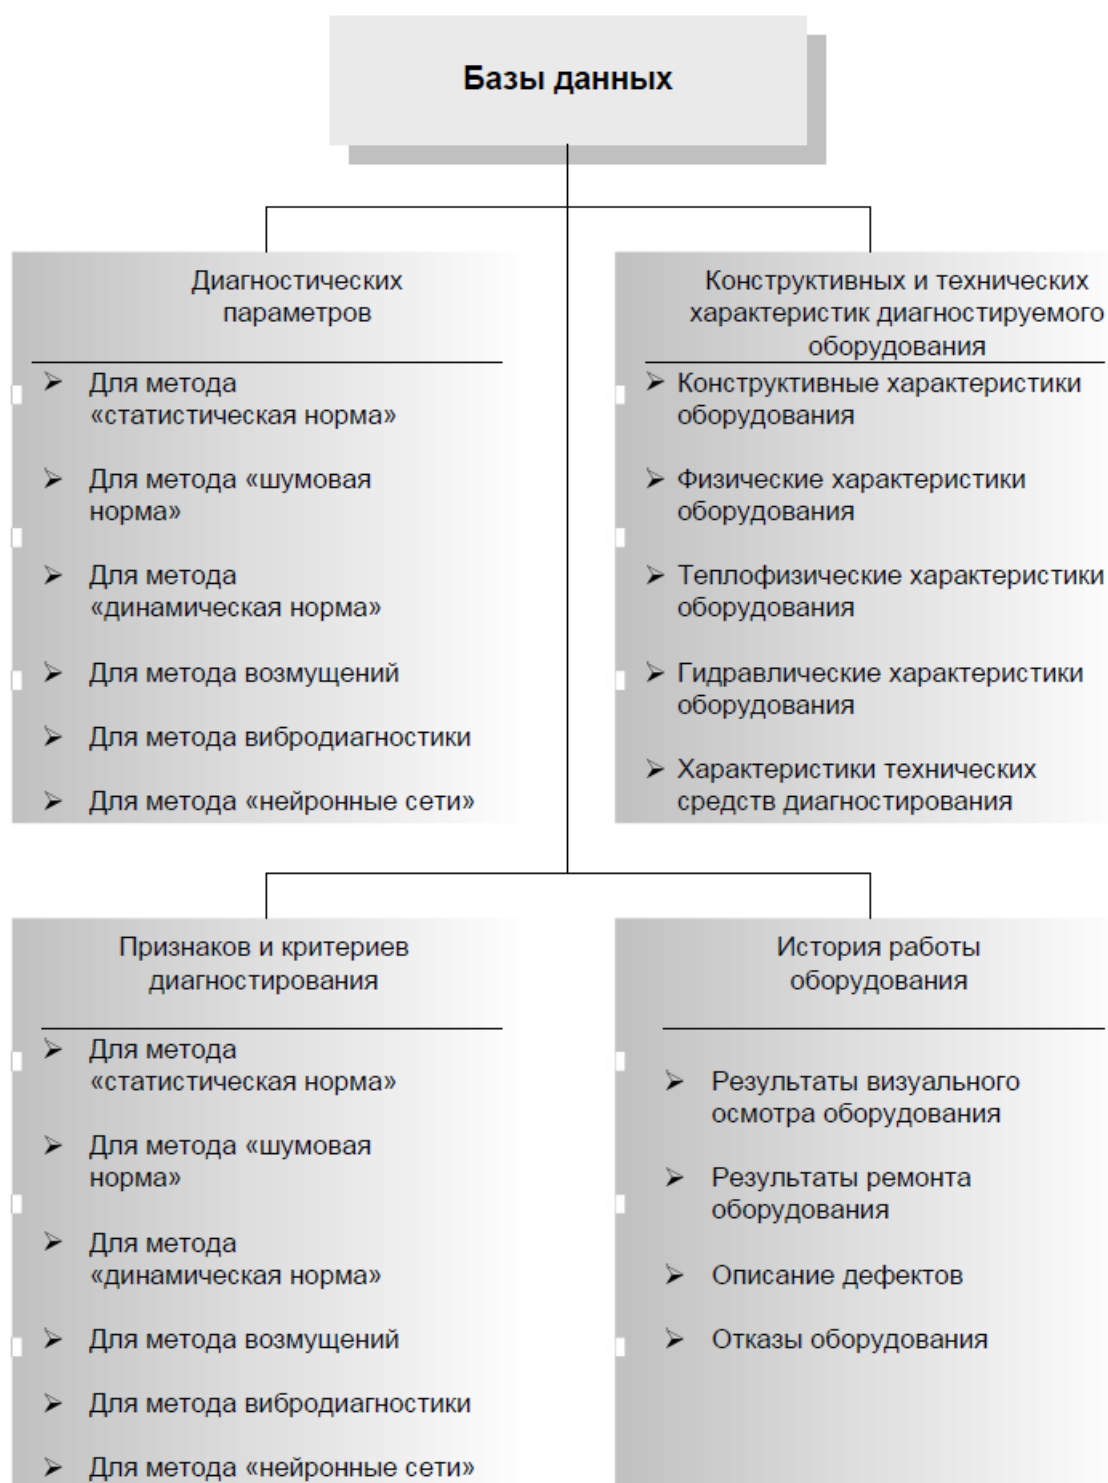 Базы данных
Диагностических
параметров
Для метода
«статистическая норма»
Для метода «шумовая
норма»
Для метода
«динамическая норма»
Для метода возмущений
Для метода вибродиагностики
Для метода «нейронные сети»
Конструктивных и технических
характеристик диагностируемого
оборудования
Конструктивные характеристики
оборудования
Физические характеристики
оборудования
Теплофизические характеристики
оборудования
Гидравлические характеристики
оборудования
Характеристики технических
средств диагностирования
Признаков и критериев
диагностирования
Для метода
«статистическая норма»
Для метода «шумовая
норма»
Для метода
«динамическая норма»
Для метода возмущений
Для метода вибродиагностики
Для метода «нейронные сети»
История работы
оборудования
Результаты визуального
осмотра оборудования
Результаты ремонта
оборудования
Описание дефектов
Отказы оборудования